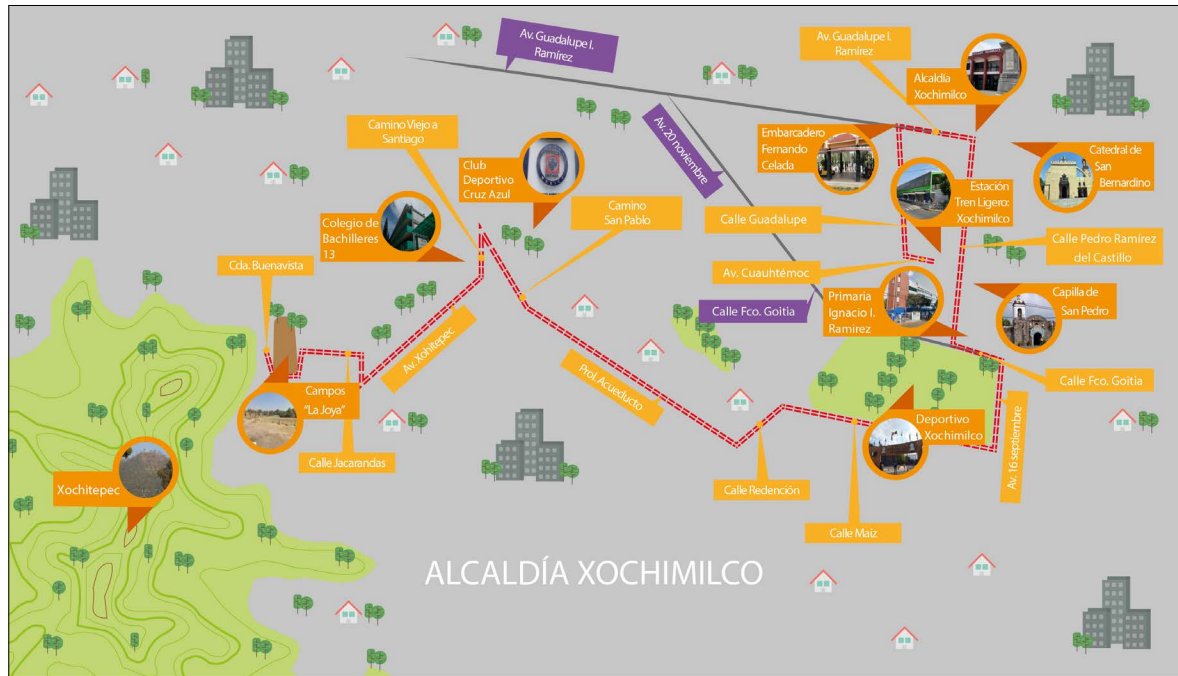 Av. Guadalupe I.
Ramírez
Av. Guadalupe I.
Ramírez
Alcaldía
Xochimilco
Camino Viejo a
Santiago
Club
Deportivo
Cruz Azul
Av. 20 noviembre
Embarcadero
Fernando
Celada
Catedral de
San
Bernardino
Estación
Tren Ligero:
Xochimilco
Camino
San Pablo
Colegio de
Bachilleres
13
Calle Guadalupe
Calle Pedro Ramírez
del Castillo
Cda. Buenavista
Av. Cuauhtémoc
Calle Fco. Goitia
Primaria
Ignacio I.
Ramírez
Capilla de
San Pedro
Av. Xohitepec
Prol. Acueducto
Calle Fco. Goitia
Campos
"La Joya"
Deportivo
Xochimilco
Av. 16 septiembre
Calle Jacarandas
Xochitepec
Calle Redención
Calle Maíz
ALCALDÍA XOCHIMILCO